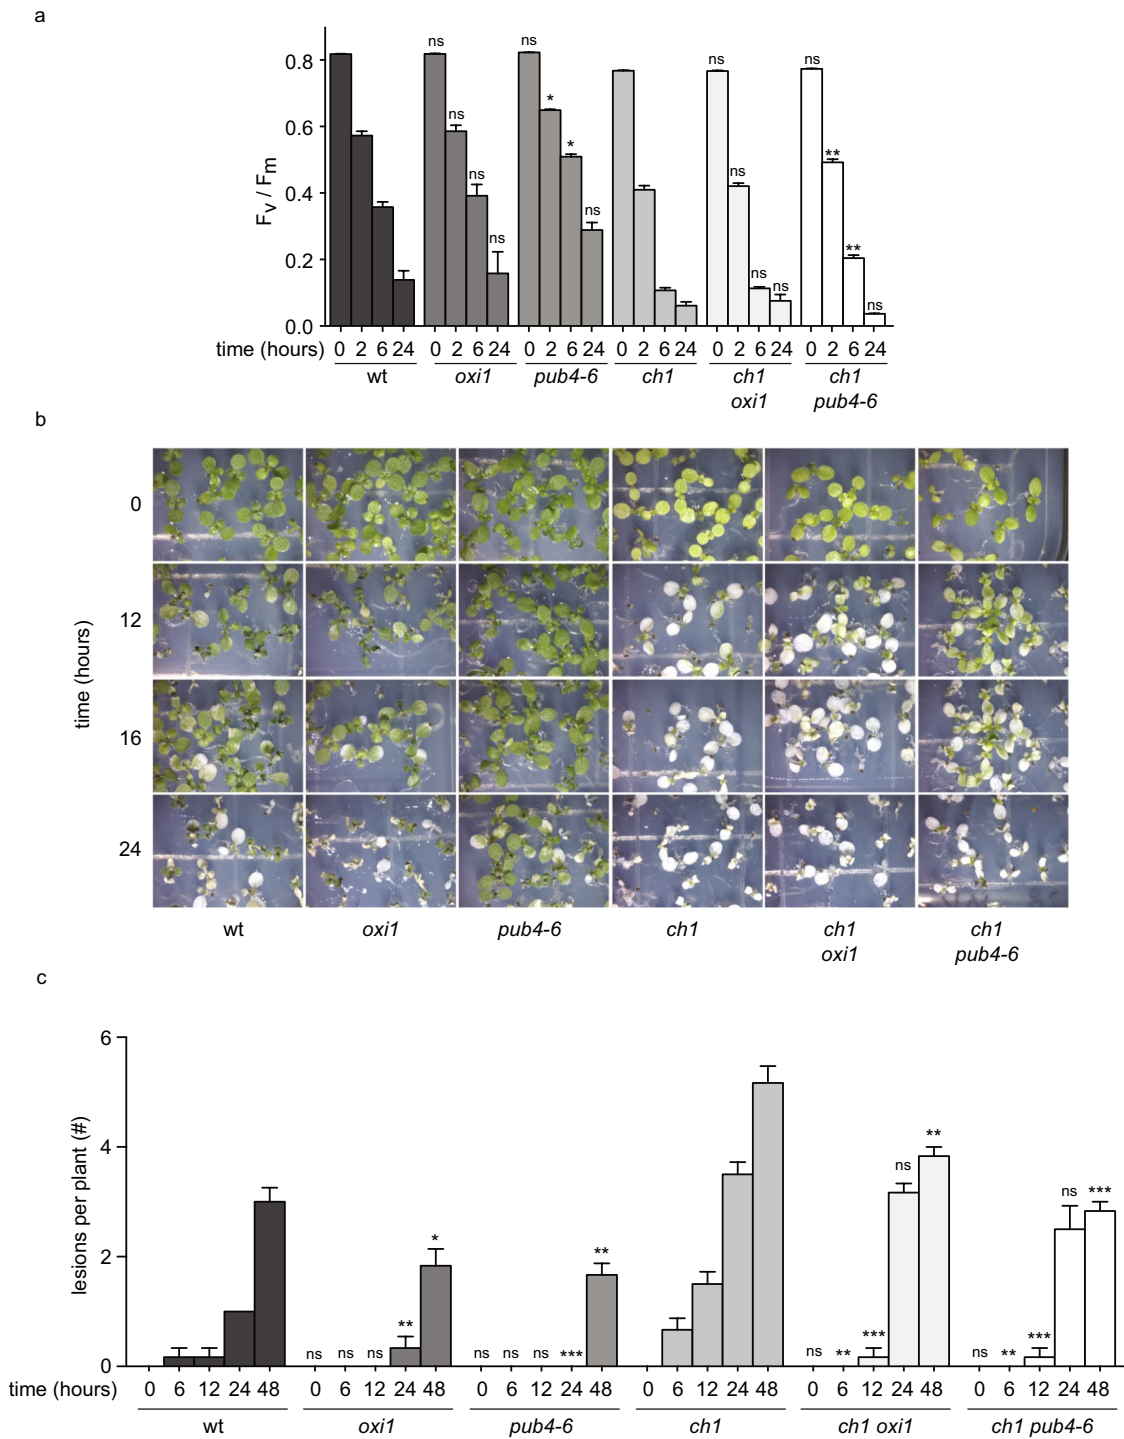 a
F_v / F_m
0.8
0.6
0.4
0.2
0.0
ns ns ns ns
ns * * ns
ns ns ns ns
ns ** ** ns
time (hours) 0 2 6 24 0 2 6 24 0 2 6 24 0 2 6 24 0 2 6 24 0 2 6 24
wt oxi1 pub4-6 ch1 ch1 ch1
oxi1 pub4-6
b
time (hours)
0
12
16
24
wt oxi1 pub4-6 ch1 ch1 ch1
oxi1 pub4-6
c
lesions per plant (#)
6
4
2
0
ns ns ns ** *
ns ns ns *** **
ns ** *** ns **
ns ** *** ns ***
time (hours) 0 6 12 24 48 0 6 12 24 48 0 6 12 24 48 0 6 12 24 48 0 6 12 24 48 0 6 12 24 48
wt oxi1 pub4-6 ch1 ch1 oxi1 ch1 pub4-6